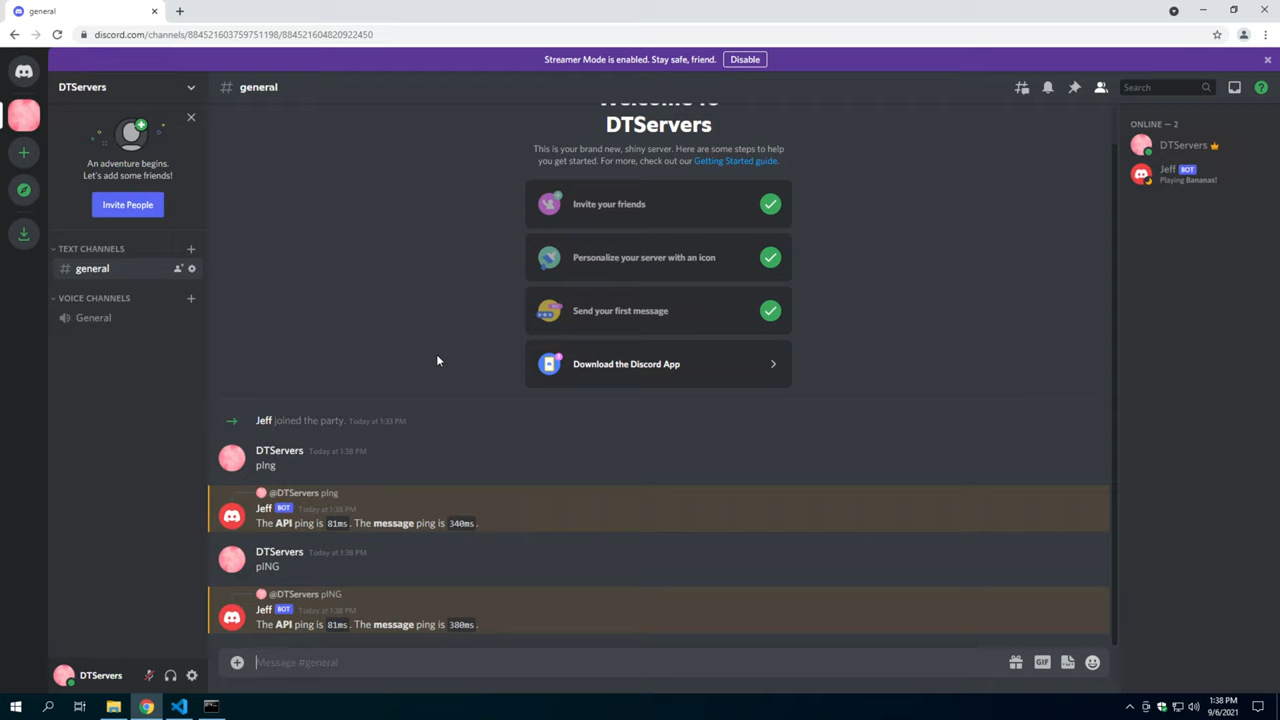 general
discord.com/channels/884521603759751198/884521604820922450
Streamer Mode is enabled. Stay safe, friend. Disable
DTServers
general
Search
An adventure begins.
Let's add some friends!
Invite People
TEXT CHANNELS
general
VOICE CHANNELS
General
Welcome to
DTServers
This is your brand new, shiny server. Here are some steps to help
you get started. For more, check out our Getting Started guide.
Invite your friends
Personalize your server with an icon
Send your first message
Download the Discord App
Jeff joined the party. Today at 1:33 PM
DTServers Today at 1:38 PM
pIng
@DTServers pIng
Jeff BOT Today at 1:38 PM
The API ping is 81ms. The message ping is 340ms.
DTServers Today at 1:38 PM
pING
@DTServers pING
Jeff BOT Today at 1:38 PM
The API ping is 81ms. The message ping is 380ms.
Message #general
GIF
ONLINE — 2
DTServers
Jeff BOT
Playing Bananas!
DTServers
1:38 PM
9/6/2021